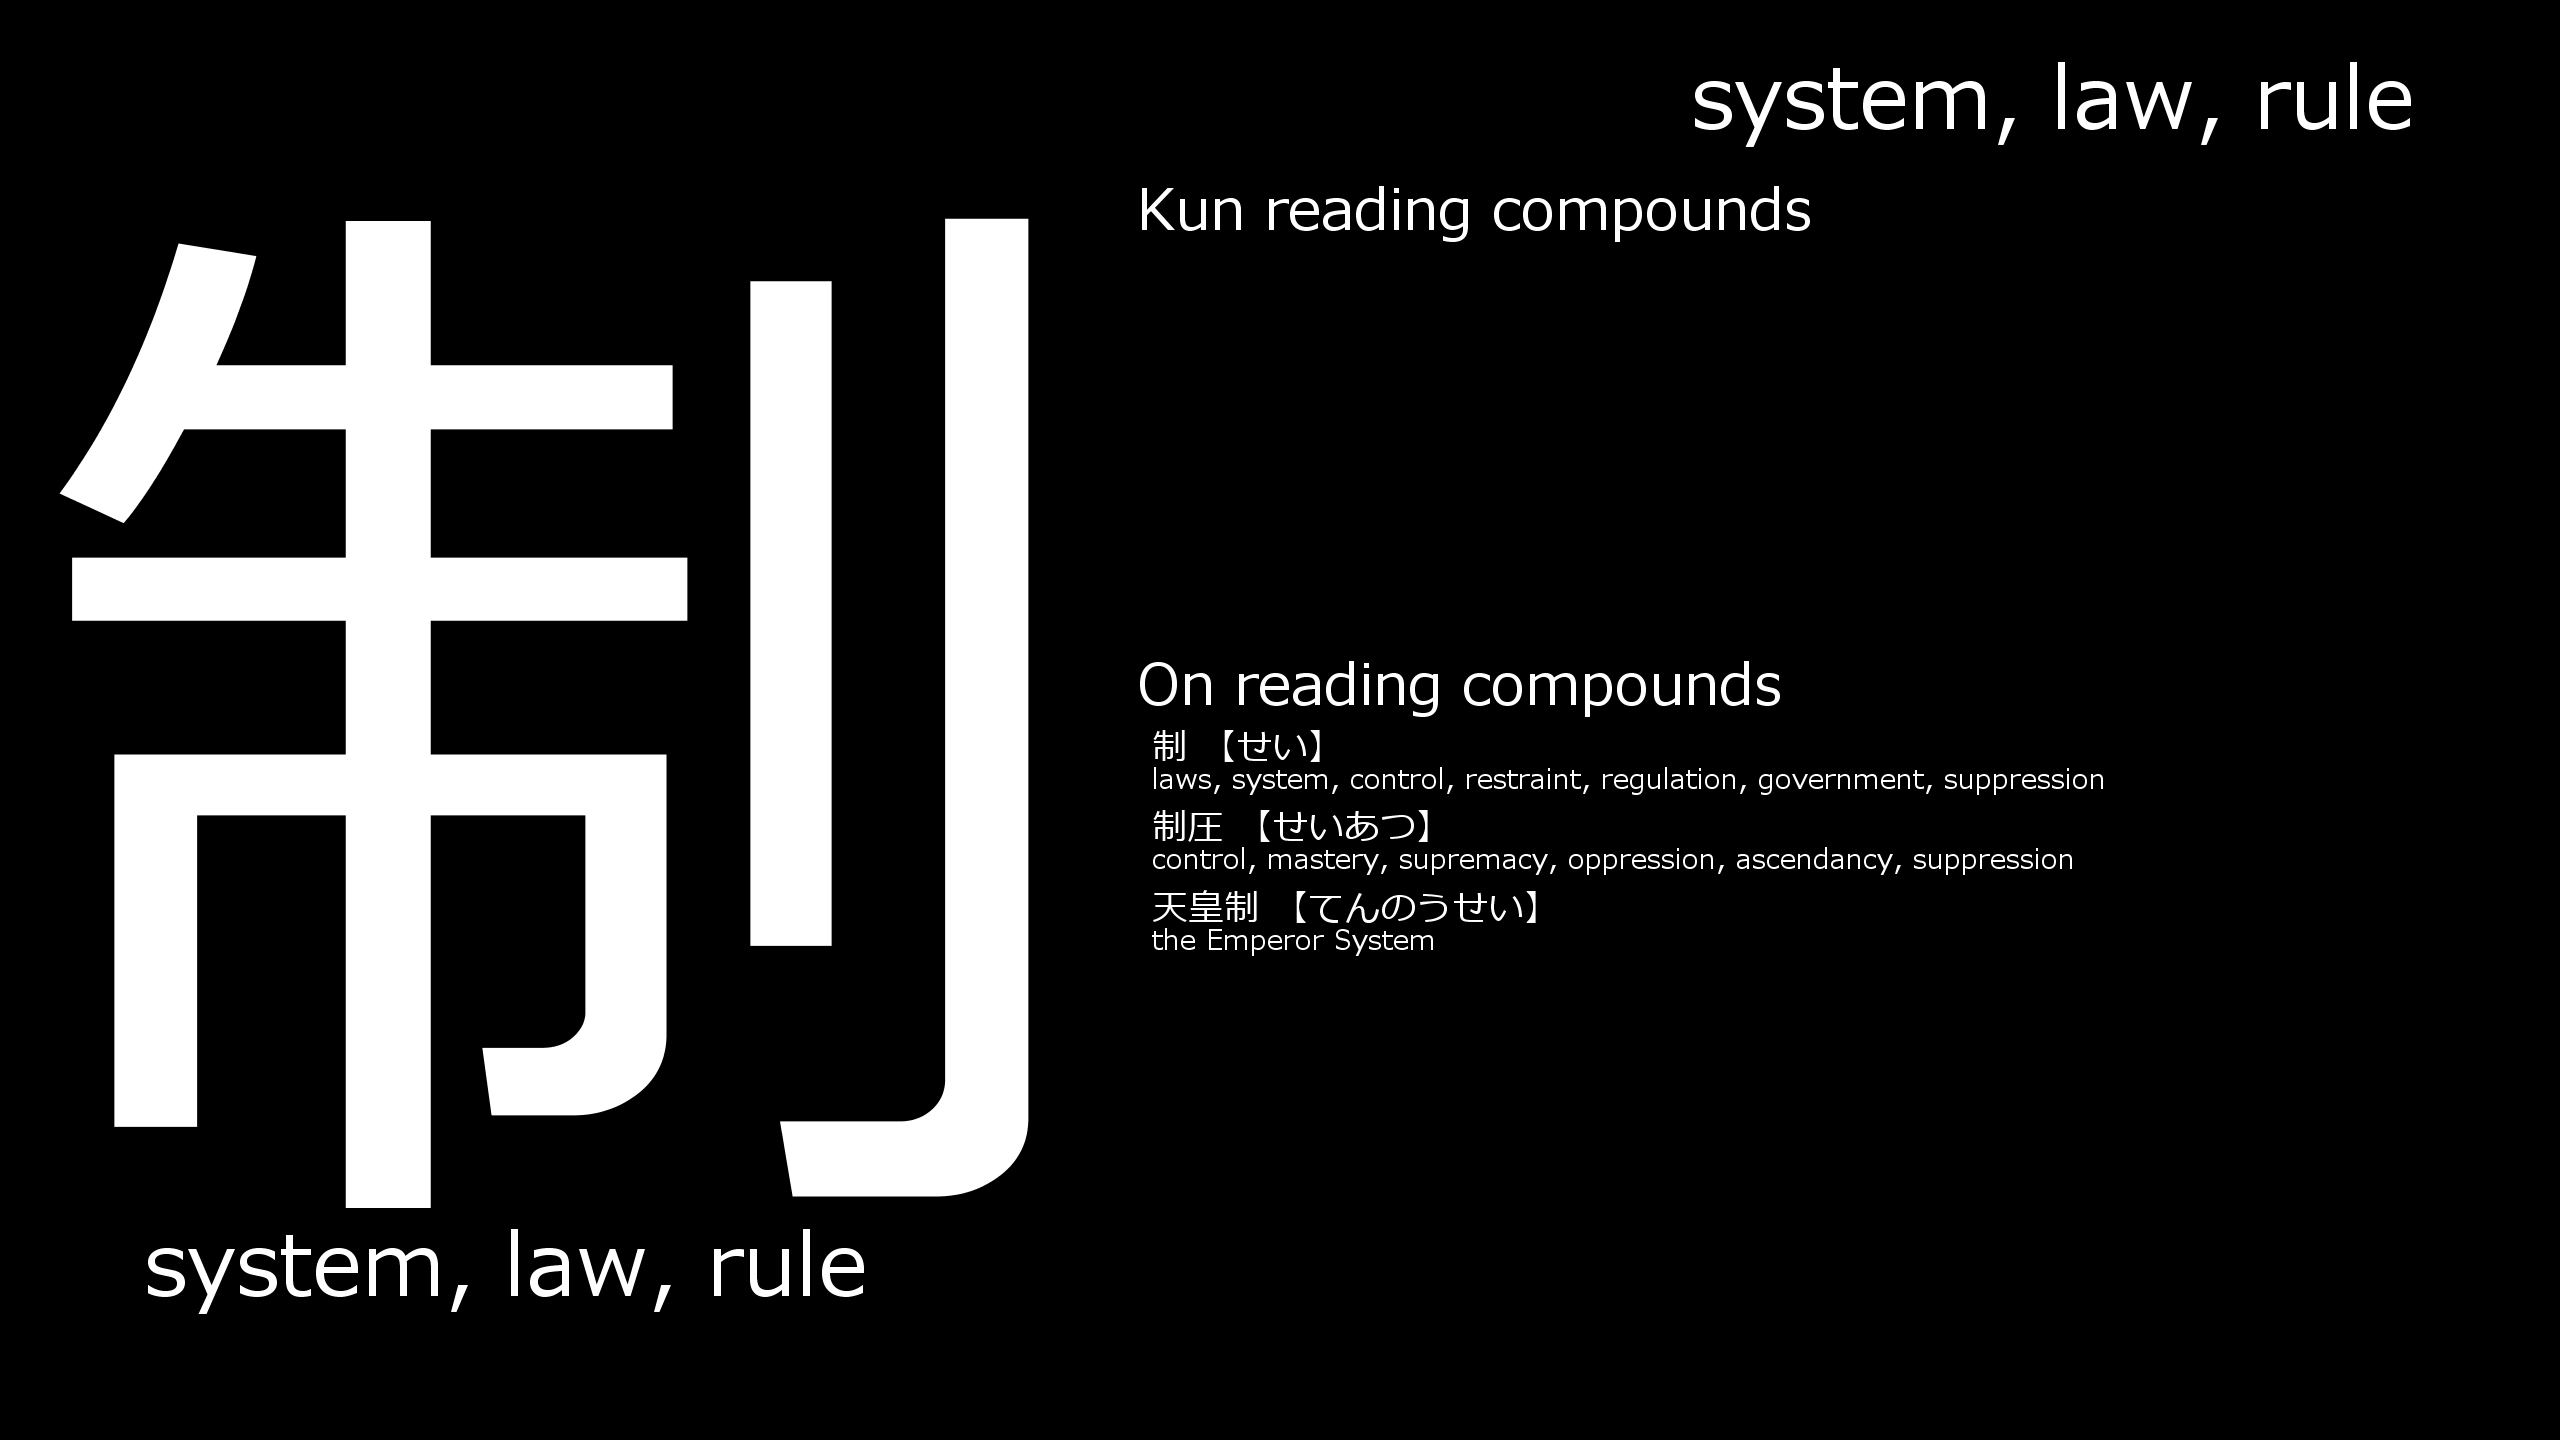 制
system, law, rule
system, law, rule
Kun reading compounds
On reading compounds
制 【せい】
laws, system, control, restraint, regulation, government, suppression
制圧 【せいあつ】
control, mastery, supremacy, oppression, ascendancy, suppression
天皇制 【てんのうせい】
the Emperor System